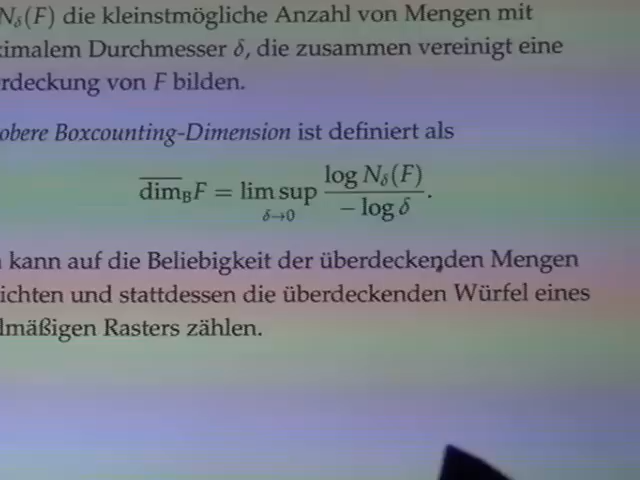 N_δ(F) die kleinstmögliche Anzahl von Mengen mit
ximalem Durchmesser δ, die zusammen vereinigt eine
rdeckung von F bilden.
obere Boxcounting-Dimension ist definiert als
\overline{dim}_B F = lim sup_{δ→0} log N_δ(F) / − log δ.
kann auf die Beliebigkeit der überdeckenden Mengen
ichten und stattdessen die überdeckenden Würfel eines
lmäßigen Rasters zählen.